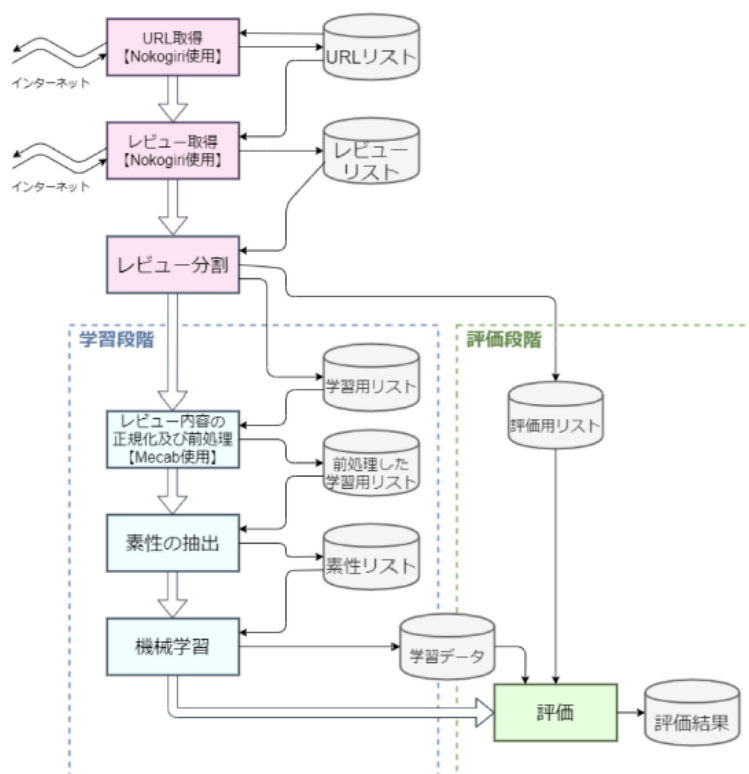 URL取得
【Nokogiri使用】
URLリスト
インターネット
レビュー取得
【Nokogiri使用】
レビュー
リスト
インターネット
レビュー分割
学習段階
評価段階
学習用リスト
評価用リスト
レビュー内容の
正規化及び前処理
【Mecab使用】
前処理した
学習用リスト
素性の抽出
素性リスト
機械学習
学習データ
評価
評価結果